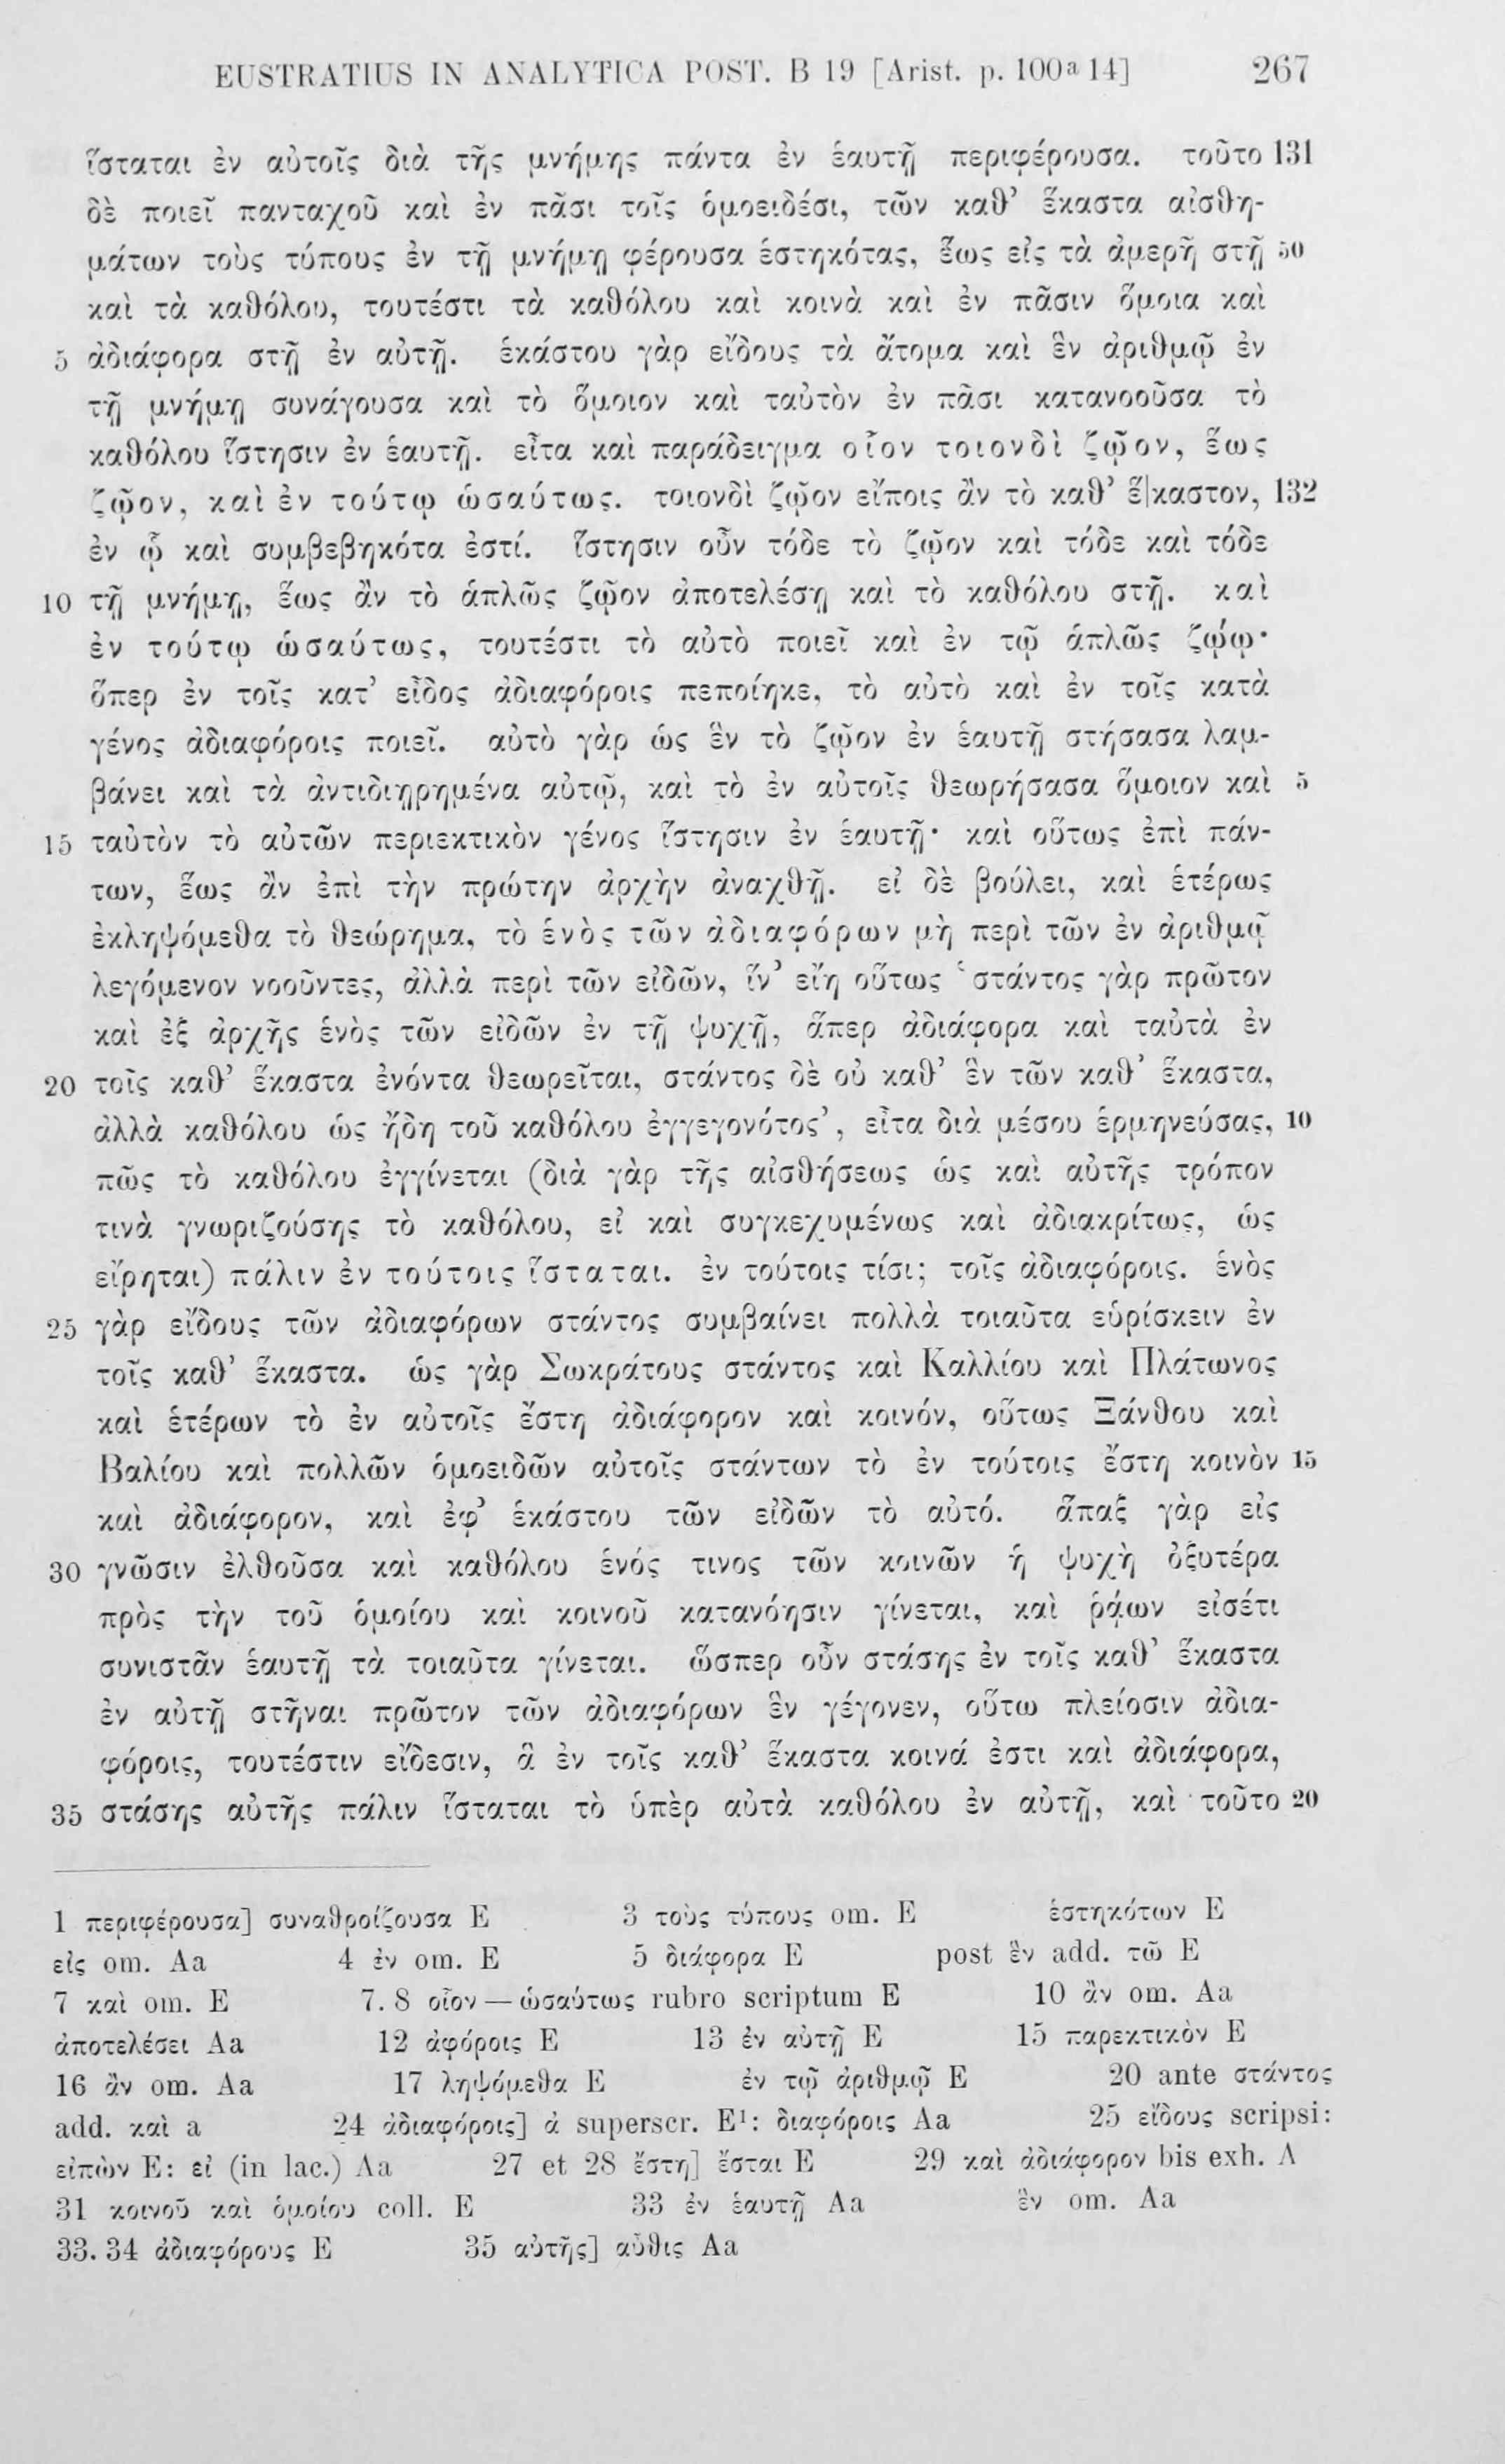 EUSTRATIUS IN ANALYTICA POST. B 19 [Arist. p. 100ᵃ 14] 267
ἵσταται ἐν αὐτοῖς διὰ τῆς μνήμης πάντα ἐν ἑαυτῇ περιφέρουσα. τοῦτο 131
δὲ ποιεῖ πανταχοῦ καὶ ἐν πᾶσι τοῖς ὁμοειδέσι, τῶν καθ’ ἕκαστα αἰσθη-
μάτων τοὺς τύπους ἐν τῇ μνήμῃ φέρουσα ἑστηκότας, ἕως εἰς τὰ ἀμερῆ στῇ 50
καὶ τὰ καθόλου, τουτέστι τὰ καθόλου καὶ κοινὰ καὶ ἐν πᾶσιν ὅμοια καὶ
5 ἀδιάφορα στῇ ἐν αὐτῇ. ἑκάστου γὰρ εἴδους τὰ ἄτομα καὶ ἓν ἀριθμῷ ἐν
τῇ μνήμῃ συνάγουσα καὶ τὸ ὅμοιον καὶ ταὐτὸν ἐν πᾶσι κατανοοῦσα τὸ
καθόλου ἵστησιν ἐν ἑαυτῇ. εἶτα καὶ παράδειγμα οἷον τοιονδὶ ζῷον, ἕως
ζῷον, καὶ ἐν τούτῳ ὡσαύτως. τοιονδὶ ζῷον εἴποις ἂν τὸ καθ’ ἕ|καστον, 132
ἐν ᾧ καὶ συμβεβηκότα ἐστί. ἵστησιν οὖν τόδε τὸ ζῷον καὶ τόδε καὶ τόδε
10 τῇ μνήμῃ, ἕως ἂν τὸ ἁπλῶς ζῷον ἀποτελέσῃ καὶ τὸ καθόλου στῇ. καὶ
ἐν τούτῳ ὡσαύτως, τουτέστι τὸ αὐτὸ ποιεῖ καὶ ἐν τῷ ἁπλῶς ζῴῳ·
ὅπερ ἐν τοῖς κατ’ εἶδος ἀδιαφόροις πεποίηκε, τὸ αὐτὸ καὶ ἐν τοῖς κατὰ
γένος ἀδιαφόροις ποιεῖ. αὐτὸ γὰρ ὡς ἓν τὸ ζῷον ἐν ἑαυτῇ στήσασα λαμ-
βάνει καὶ τὰ ἀντιδιῃρημένα αὐτῷ, καὶ τὸ ἐν αὐτοῖς θεωρήσασα ὅμοιον καὶ 5
15 ταὐτὸν τὸ αὐτῶν περιεκτικὸν γένος ἵστησιν ἐν ἑαυτῇ· καὶ οὕτως ἐπὶ πάν-
των, ἕως ἂν ἐπὶ τὴν πρώτην ἀρχὴν ἀναχθῇ. εἰ δὲ βούλει, καὶ ἑτέρως
ἐκληψόμεθα τὸ θεώρημα, τὸ ἑνὸς τῶν ἀδιαφόρων μὴ περὶ τῶν ἐν ἀριθμῷ
λεγόμενον νοοῦντες, ἀλλὰ περὶ τῶν εἰδῶν, ἵν’ εἴη οὕτως ‘στάντος γὰρ πρῶτον
καὶ ἐξ ἀρχῆς ἑνὸς τῶν εἰδῶν ἐν τῇ ψυχῇ, ἅπερ ἀδιάφορα καὶ ταὐτὰ ἐν
20 τοῖς καθ’ ἕκαστα ἐνόντα θεωρεῖται, στάντος δὲ οὐ καθ’ ἓν τῶν καθ’ ἕκαστα,
ἀλλὰ καθόλου ὡς ἤδη τοῦ καθόλου ἐγγεγονότος’, εἶτα διὰ μέσου ἑρμηνεύσας, 10
πῶς τὸ καθόλου ἐγγίνεται (διὰ γὰρ τῆς αἰσθήσεως ὡς καὶ αὐτῆς τρόπον
τινὰ γνωριζούσης τὸ καθόλου, εἰ καὶ συγκεχυμένως καὶ ἀδιακρίτως, ὡς
εἴρηται) πάλιν ἐν τούτοις ἵσταται. ἐν τούτοις τίσι; τοῖς ἀδιαφόροις. ἑνὸς
25 γὰρ εἴδους τῶν ἀδιαφόρων στάντος συμβαίνει πολλὰ τοιαῦτα εὑρίσκειν ἐν
τοῖς καθ’ ἕκαστα. ὡς γὰρ Σωκράτους στάντος καὶ Καλλίου καὶ Πλάτωνος
καὶ ἑτέρων τὸ ἐν αὐτοῖς ἔστη ἀδιάφορον καὶ κοινόν, οὕτως Ξάνθου καὶ
Βαλίου καὶ πολλῶν ὁμοειδῶν αὐτοῖς στάντων τὸ ἐν τούτοις ἔστη κοινὸν 15
καὶ ἀδιάφορον, καὶ ἐφ’ ἑκάστου τῶν εἰδῶν τὸ αὐτό. ἅπαξ γὰρ εἰς
30 γνῶσιν ἐλθοῦσα καὶ καθόλου ἑνός τινος τῶν κοινῶν ἡ ψυχὴ ὀξυτέρα
πρὸς τὴν τοῦ ὁμοίου καὶ κοινοῦ κατανόησιν γίνεται, καὶ ῥᾴων εἰσέτι
συνιστᾶν ἑαυτῇ τὰ τοιαῦτα γίνεται. ὥσπερ οὖν στάσης ἐν τοῖς καθ’ ἕκαστα
ἐν αὐτῇ στῆναι πρῶτον τῶν ἀδιαφόρων ἓν γέγονεν, οὕτω πλείοσιν ἀδια-
φόροις, τουτέστιν εἴδεσιν, ἃ ἐν τοῖς καθ’ ἕκαστα κοινά ἐστι καὶ ἀδιάφορα,
35 στάσης αὐτῆς πάλιν ἵσταται τὸ ὑπὲρ αὐτὰ καθόλου ἐν αὐτῇ, καὶ τοῦτο 20
1 περιφέρουσα] συναθροίζουσα E 3 τοὺς τύπους om. E ἑστηκότων E
εἰς om. Aa 4 ἐν om. E 5 διάφορα E post ἓν add. τῶ E
7 καὶ om. E 7. 8 οἷον — ὡσαύτως rubro scriptum E 10 ἂν om. Aa
ἀποτελέσει Aa 12 ἀφόροις E 13 ἐν αὐτῇ E 15 παρεκτικὸν E
16 ἂν om. Aa 17 ληψόμεθα E ἐν τῷ ἀριθμῷ E 20 ante στάντος
add. καὶ a 24 ἀδιαφόροις] ἀ superscr. E¹: διαφόροις Aa 25 εἴδους scripsi:
εἰπὼν E: εἰ (in lac.) Aa 27 et 28 ἔστη] ἔσται E 29 καὶ ἀδιάφορον bis exh. A
31 κοινοῦ καὶ ὁμοίου coll. E 33 ἐν ἑαυτῇ Aa ἓν om. Aa
33. 34 ἀδιαφόρους E 35 αὐτῆς] αὖθις Aa